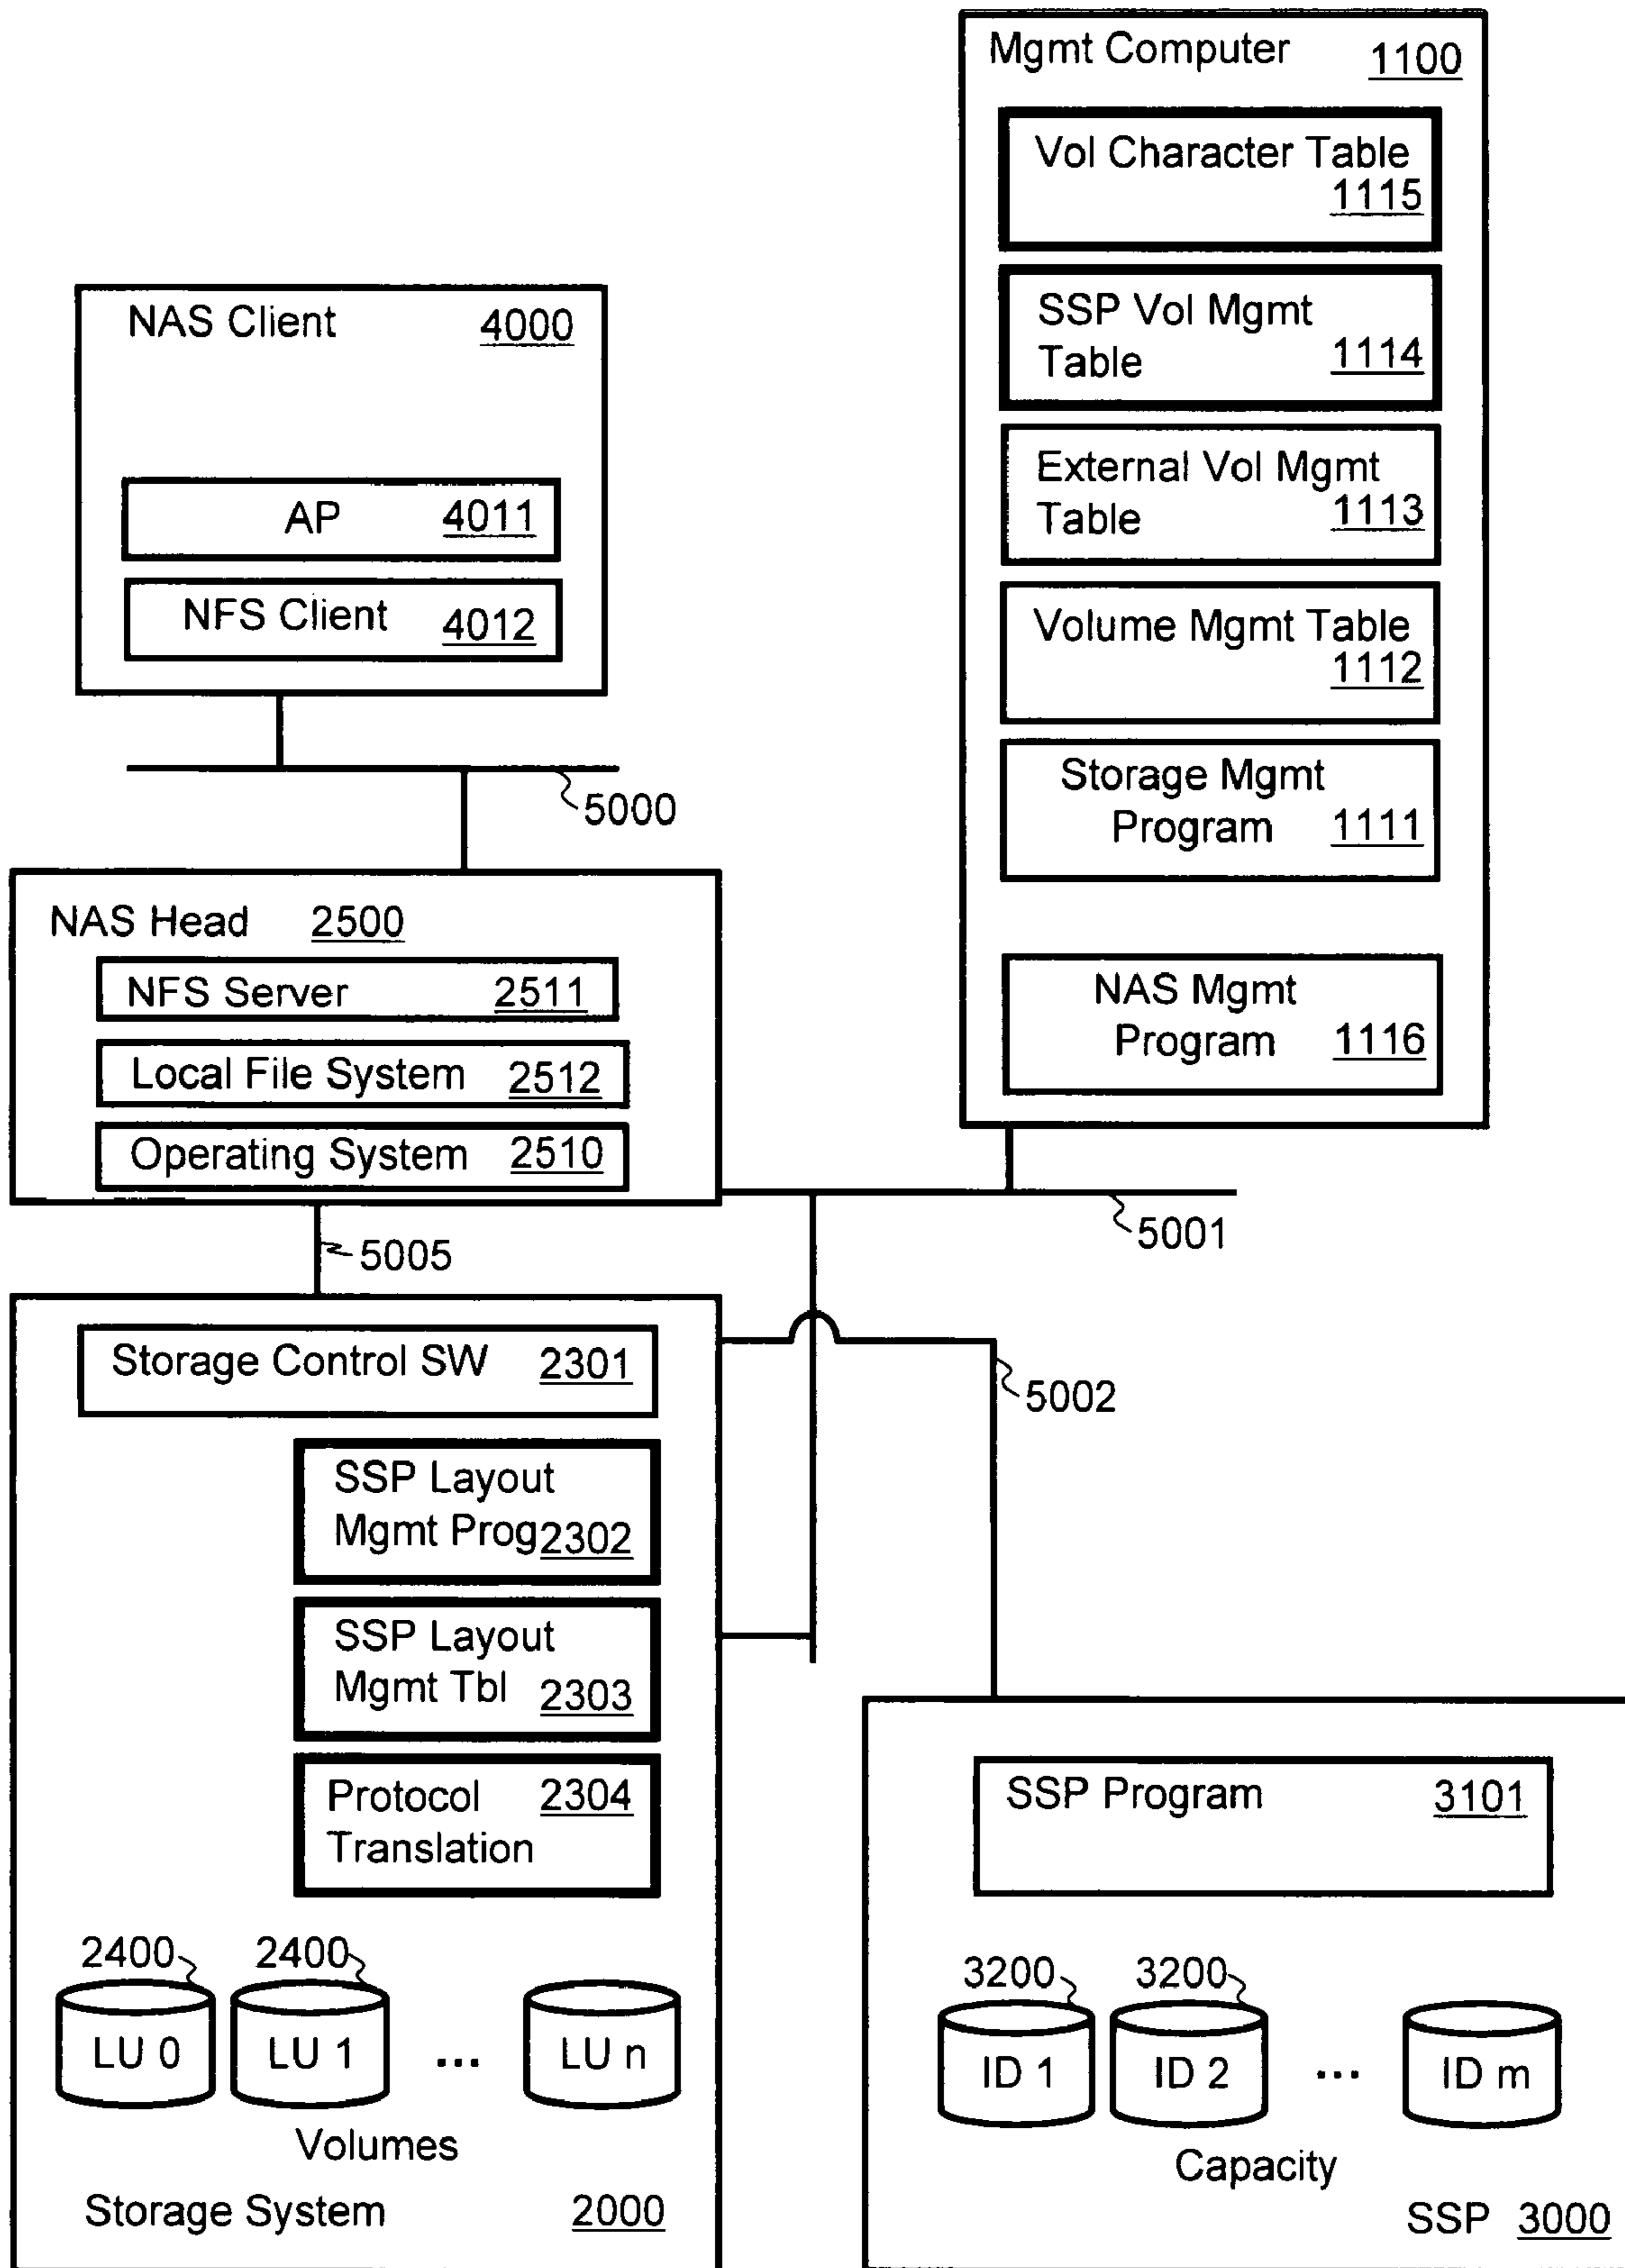 Mgmt Computer 1100
Vol Character Table
1115
SSP Vol Mgmt
Table 1114
External Vol Mgmt
Table 1113
Volume Mgmt Table
1112
Storage Mgmt
Program 1111
NAS Mgmt
Program 1116
NAS Client 4000
AP 4011
NFS Client 4012
5000
NAS Head 2500
NFS Server 2511
Local File System 2512
Operating System 2510
5001
5005
Storage Control SW 2301
5002
SSP Layout
Mgmt Prog 2302
SSP Layout
Mgmt Tbl 2303
Protocol 2304
Translation
2400 2400
LU 0 LU 1 ... LU n
Volumes
Storage System 2000
SSP Program 3101
3200 3200
ID 1 ID 2 ... ID m
Capacity
SSP 3000